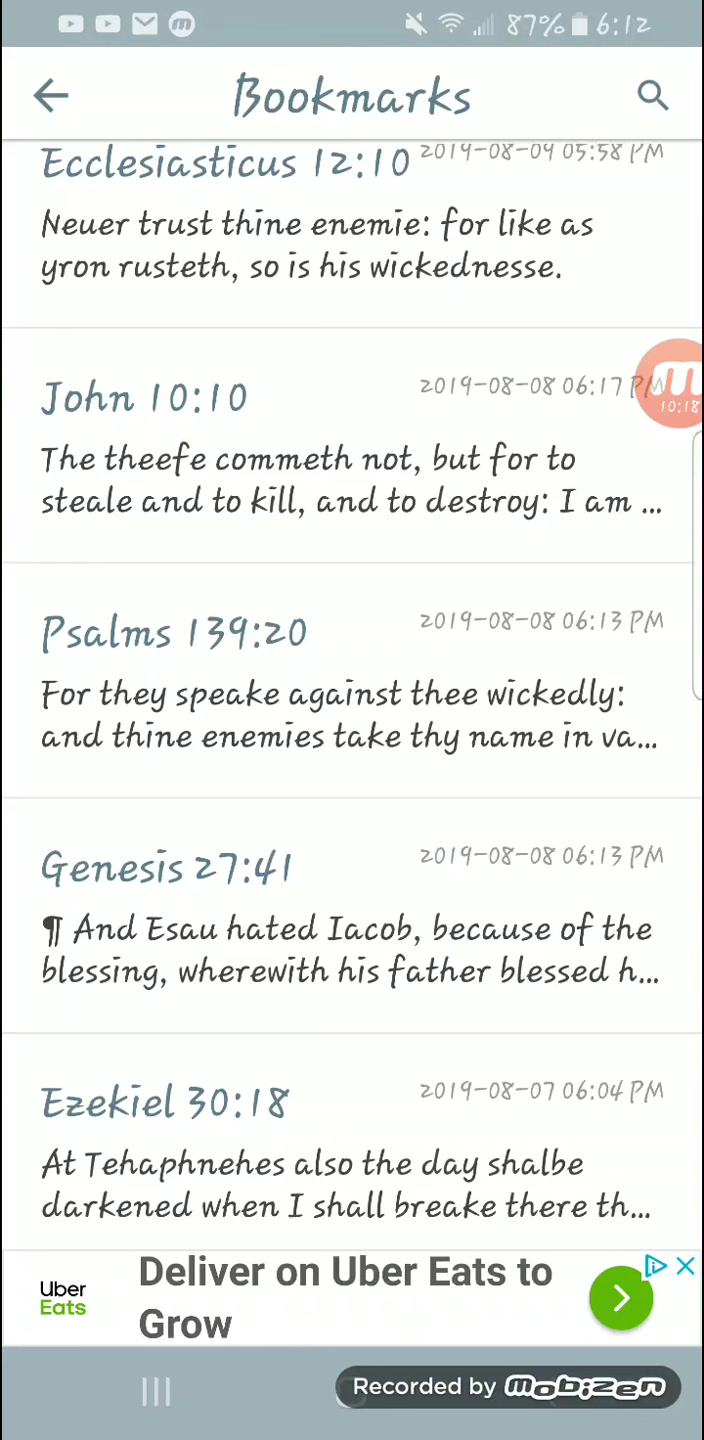 87% 6:12
Bookmarks
Ecclesiasticus 12:10 2019-08-09 05:58 PM
Neuer trust thine enemie: for like as
yron rusteth, so is his wickednesse.
John 10:10 2019-08-08 06:17 PM
10:18
The theefe commeth not, but for to
steale and to kill, and to destroy: I am ...
Psalms 139:20 2019-08-08 06:13 PM
For they speake against thee wickedly:
and thine enemies take thy name in va...
Genesis 27:41 2019-08-08 06:13 PM
¶ And Esau hated Iacob, because of the
blessing, wherewith his father blessed h...
Ezekiel 30:18 2019-08-07 06:04 PM
At Tehaphnehes also the day shalbe
darkened when I shall breake there th...
Uber
Eats
Deliver on Uber Eats to
Grow
Recorded by mobizen